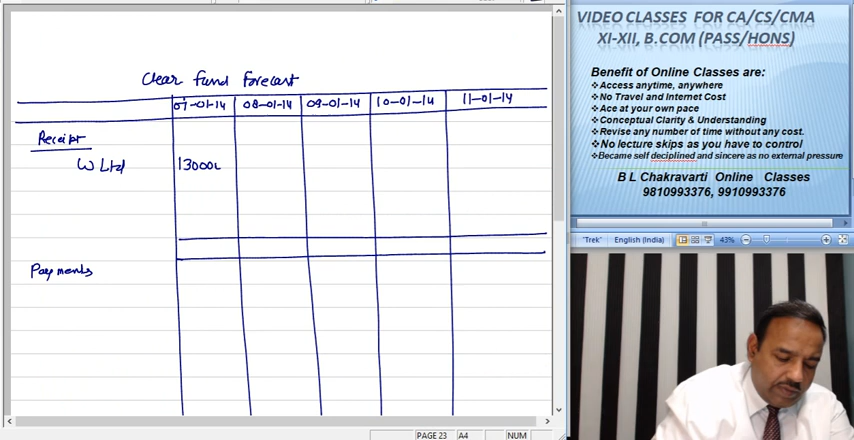 Clear Fund Forecast
07-01-14 08-01-14 09-01-14 10-01-14 11-01-14
Receipt
W Ltd 130000
Payments
PAGE 23 A4 NUM
VIDEO CLASSES FOR CA/CS/CMA
XI-XII, B.COM (PASS/HONS)
Benefit of Online Classes are:
❖Access anytime, anywhere
❖No Travel and Internet Cost
❖Ace at your own pace
❖Conceptual Clarity & Understanding
❖Revise any number of time without any cost.
❖No lecture skips as you have to control
❖Became self deciplined and sincere as no external pressure
B L Chakravarti Online Classes
9810993376, 9910993376
'Trek' English (India) 43%